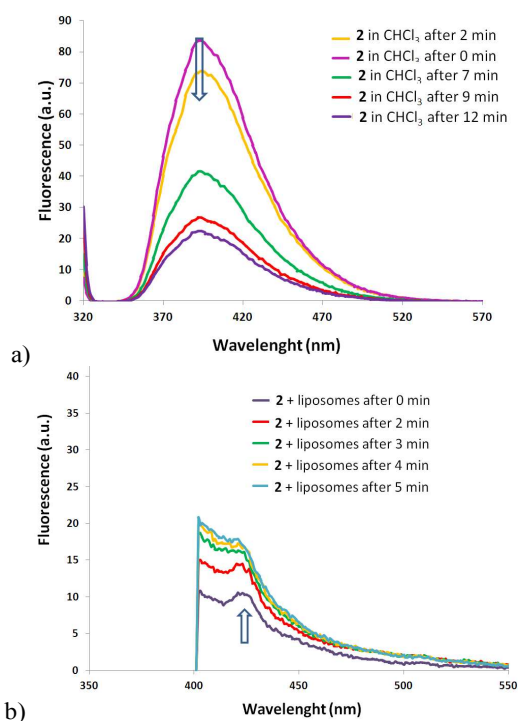 90
80
70
60
50
40
30
20
10
0
Fluorescence (a.u.)
2 in CHCl3 after 2 min
2 in CHCl3 after 0 min
2 in CHCl3 after 7 min
2 in CHCl3 after 9 min
2 in CHCl3 after 12 min
320 370 420 470 520 570
Wavelenght (nm)
a)
40
35
30
25
20
15
10
5
0
Fluorescence (a.u.)
2 + liposomes after 0 min
2 + liposomes after 2 min
2 + liposomes after 3 min
2 + liposomes after 4 min
2 + liposomes after 5 min
350 400 450 500 550
Wavelenght (nm)
b)